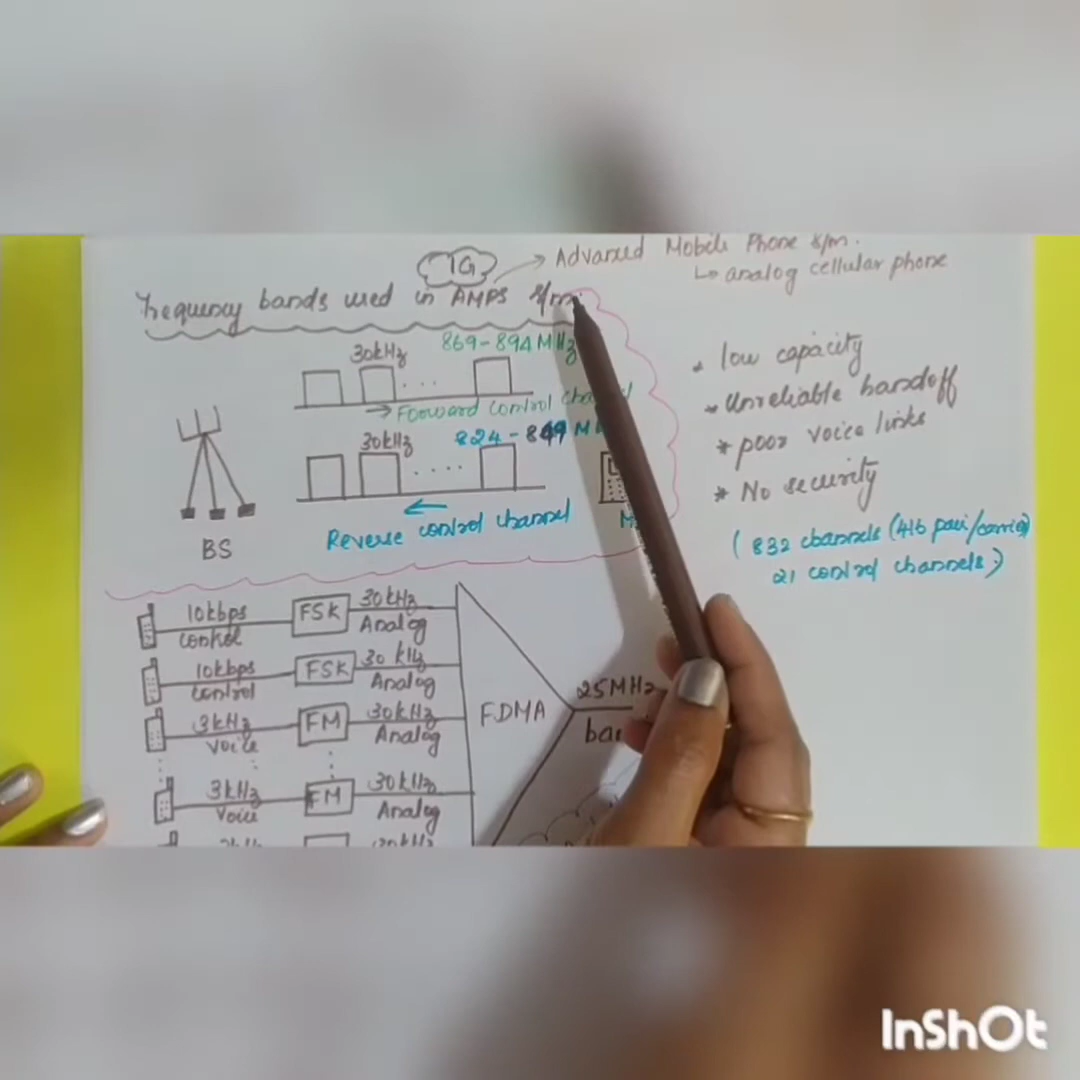 1G → Advanced Mobile Phone s/m.
↳ analog cellular phone
Frequency bands used in AMPS s/m
869-894 MHz
30kHz
....
→ Forward control
824-849 M
30kHz
....
←
Reverse control channel
BS
* low capacity
* Unreliable handoff
* poor voice links
* No security
(832 channels (416 pair/carrier)
21 control channels)
10kbps
control
FSK
30kHz
Analog
10kbps
control
FSK
30 kHz
Analog
3kHz
voice
FM
30kHz
Analog
3kHz
voice
FM
30kHz
Analog
30kHz
FDMA
25MHz
InShOt